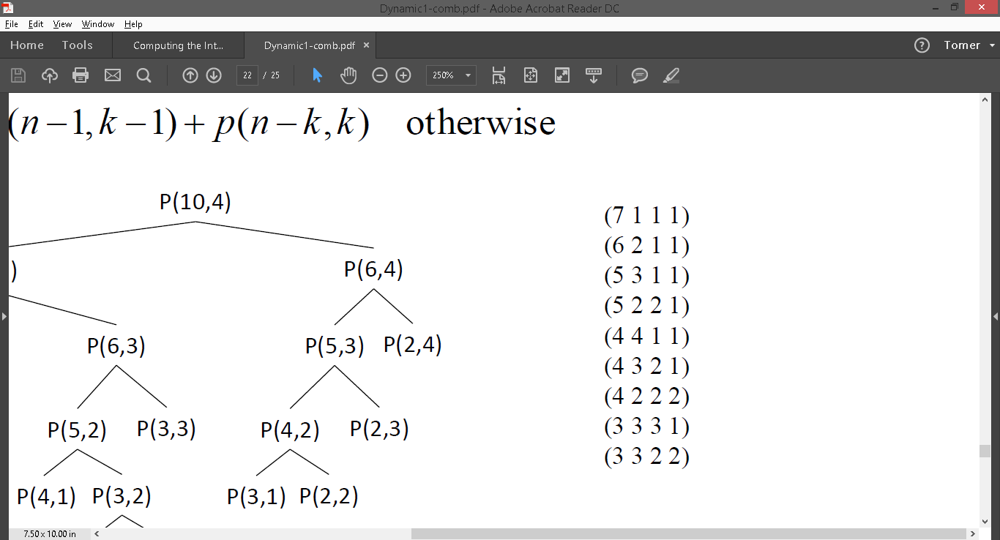 Dynamic1-comb.pdf - Adobe Acrobat Reader DC
File Edit View Window Help
Home Tools Computing the Int... Dynamic1-comb.pdf × ? Tomer
22 / 25 250%
(n−1,k−1)+ p(n−k,k) otherwise
P(10,4)
) P(6,4)
P(6,3) P(5,3) P(2,4)
P(5,2) P(3,3) P(4,2) P(2,3)
P(4,1) P(3,2) P(3,1) P(2,2)
(7 1 1 1)
(6 2 1 1)
(5 3 1 1)
(5 2 2 1)
(4 4 1 1)
(4 3 2 1)
(4 2 2 2)
(3 3 3 1)
(3 3 2 2)
7.50 x 10.00 in